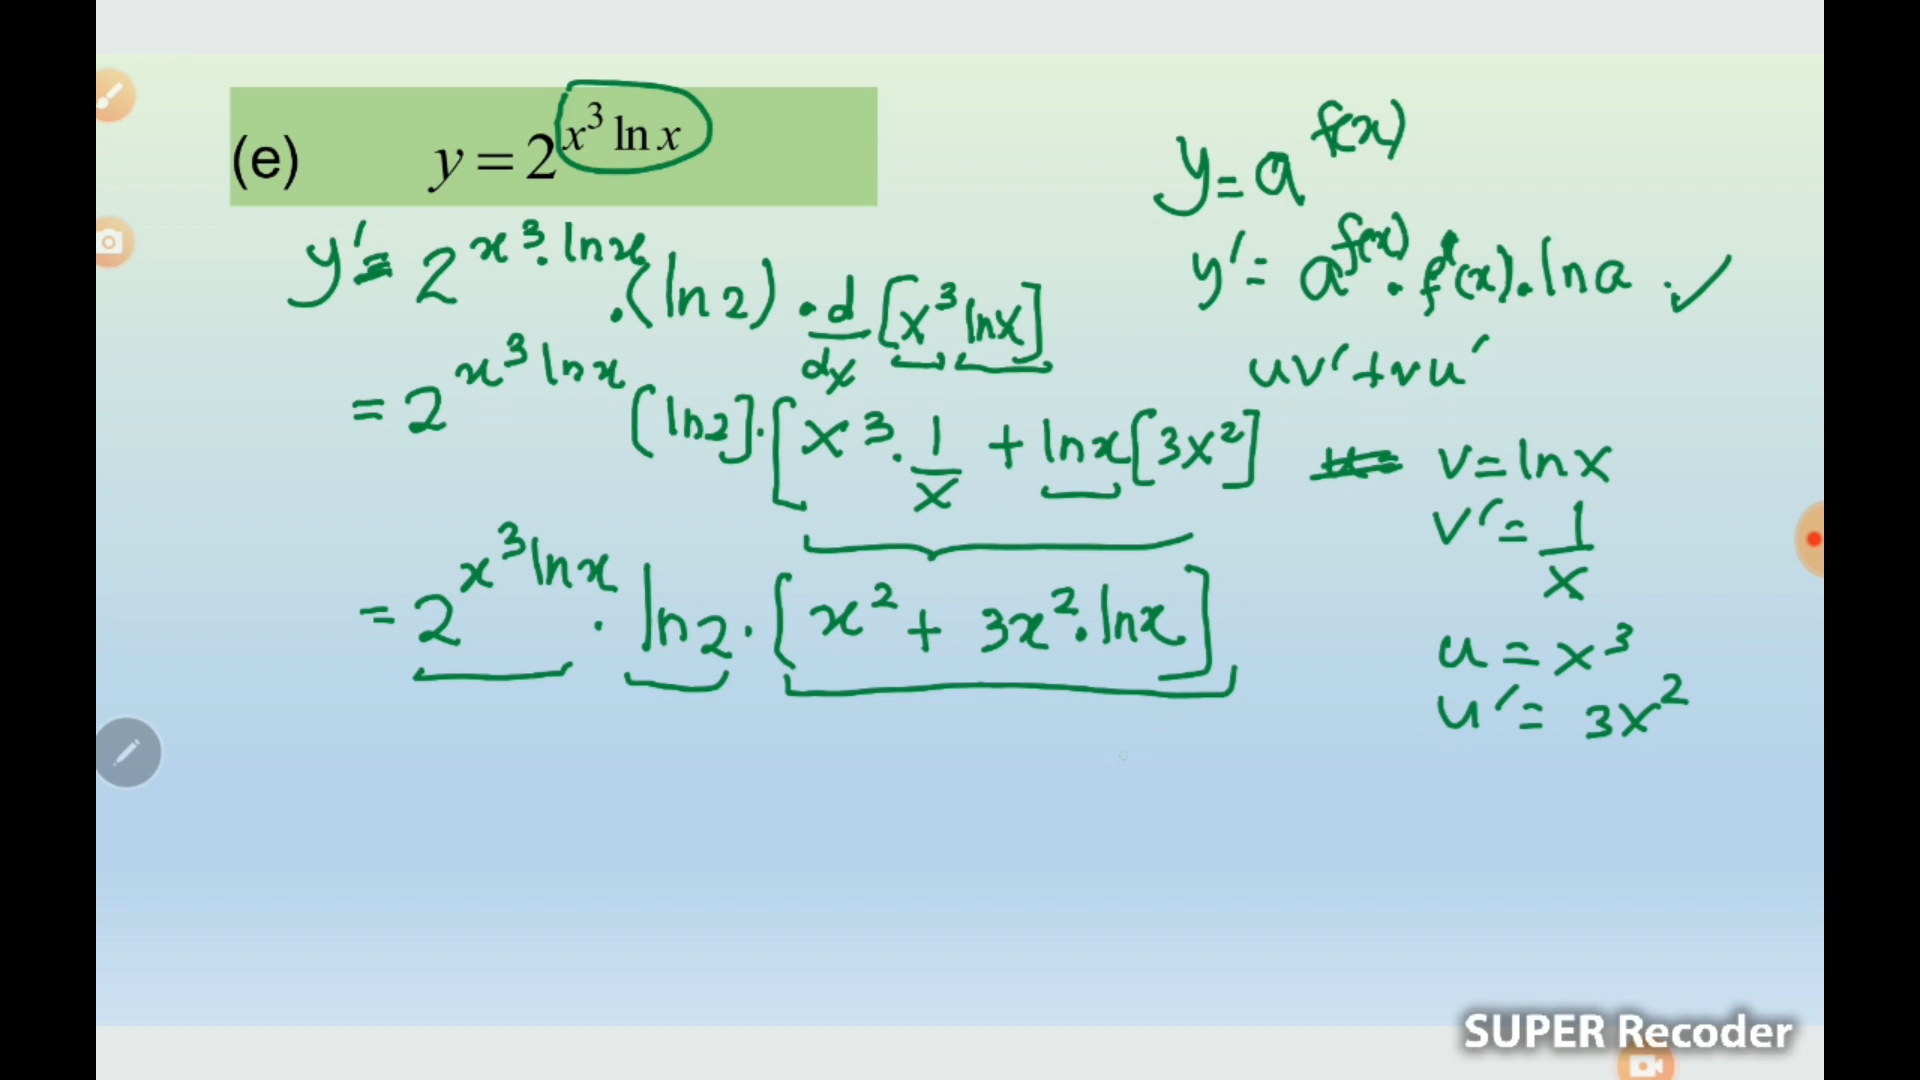 (e) y = 2^{x^3 ln x}
y' = 2^{x^3 . ln x} . (ln 2) . d/dx [x^3 ln x]
= 2^{x^3 ln x} (ln 2] . [x^3 . 1/x + ln x [3x^2]
= 2^{x^3 ln x} . ln 2 . [x^2 + 3x^2 . ln x]
y = a^{f(x)}
y' = a^{f(x)} . f'(x) . ln a . ✓
uv' + vu'
v = ln x
v' = 1/x
u = x^3
u' = 3x^2
SUPER Recoder